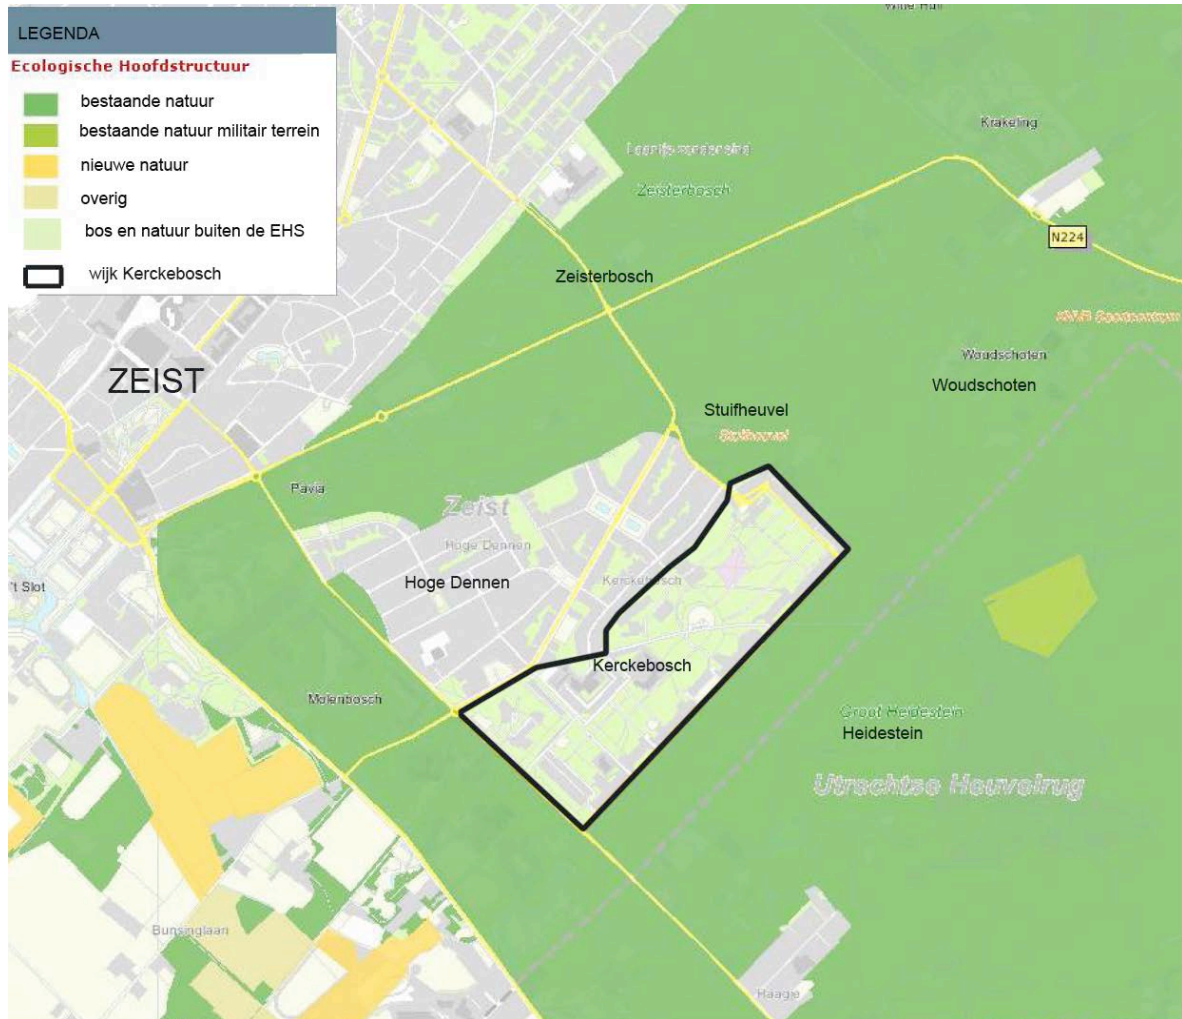 LEGENDA
Ecologische Hoofdstructuur
bestaande natuur
bestaande natuur militair terrein
nieuwe natuur
overig
bos en natuur buiten de EHS
wijk Kerckebosch
Krakeling
Zeisterbosch
N224
Zeisterbosch
Woudschoten
Woudschoten
ZEIST
Stuifheuvel
Stuifheuvel
Pavia
Zeist
Hoge Dennen
Hoge Dennen
Kerckebosch
't Slot
Kerckebosch
Molenbosch
Groot Heidestein
Heidestein
Utrechtse Heuvelrug
Bunsinglaan
Haagje